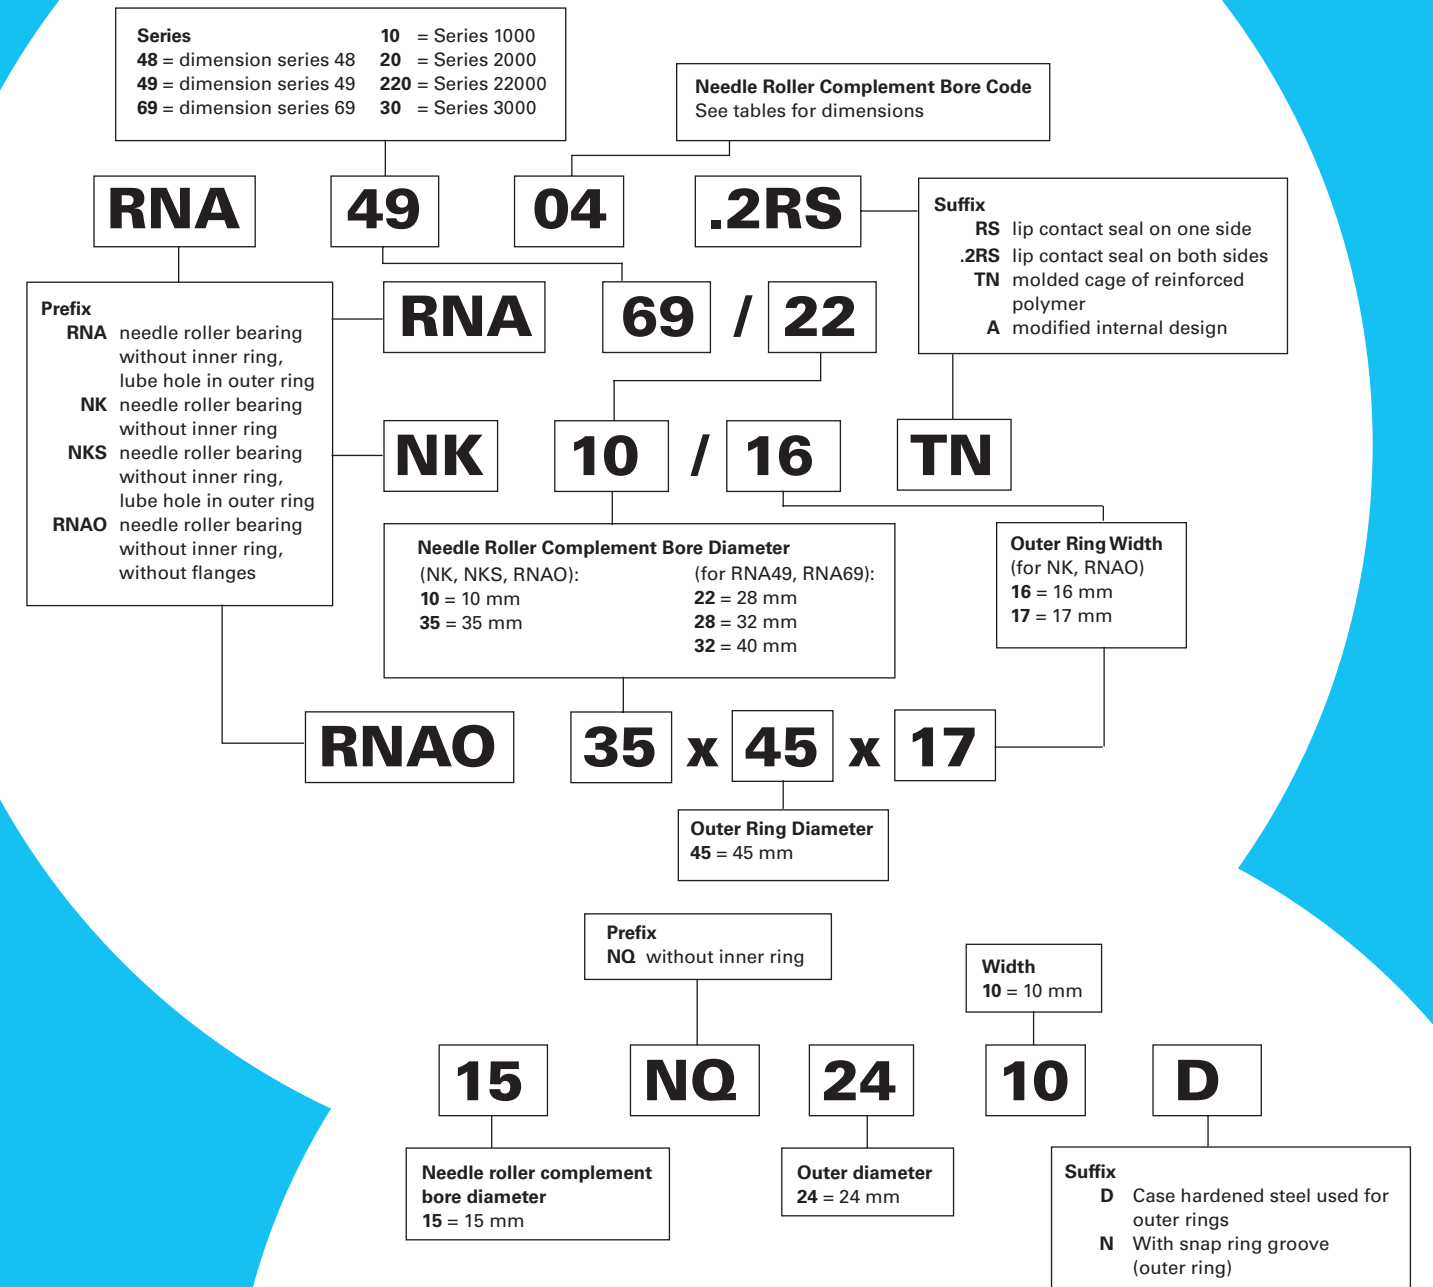 Series
48 = dimension series 48
49 = dimension series 49
69 = dimension series 69
10 = Series 1000
20 = Series 2000
220 = Series 22000
30 = Series 3000
Needle Roller Complement Bore Code
See tables for dimensions
RNA 49 04 .2RS
Suffix
RS lip contact seal on one side
.2RS lip contact seal on both sides
TN molded cage of reinforced
polymer
A modified internal design
Prefix
RNA needle roller bearing
without inner ring,
lube hole in outer ring
NK needle roller bearing
without inner ring
NKS needle roller bearing
without inner ring,
lube hole in outer ring
RNAO needle roller bearing
without inner ring,
without flanges
RNA 69 / 22
NK 10 / 16 TN
Needle Roller Complement Bore Diameter
(NK, NKS, RNAO):
10 = 10 mm
35 = 35 mm
(for RNA49, RNA69):
22 = 28 mm
28 = 32 mm
32 = 40 mm
Outer Ring Width
(for NK, RNAO)
16 = 16 mm
17 = 17 mm
RNAO 35 x 45 x 17
Outer Ring Diameter
45 = 45 mm
Prefix
NQ without inner ring
Width
10 = 10 mm
15 NQ 24 10 D
Needle roller complement
bore diameter
15 = 15 mm
Outer diameter
24 = 24 mm
Suffix
D Case hardened steel used for
outer rings
N With snap ring groove
(outer ring)